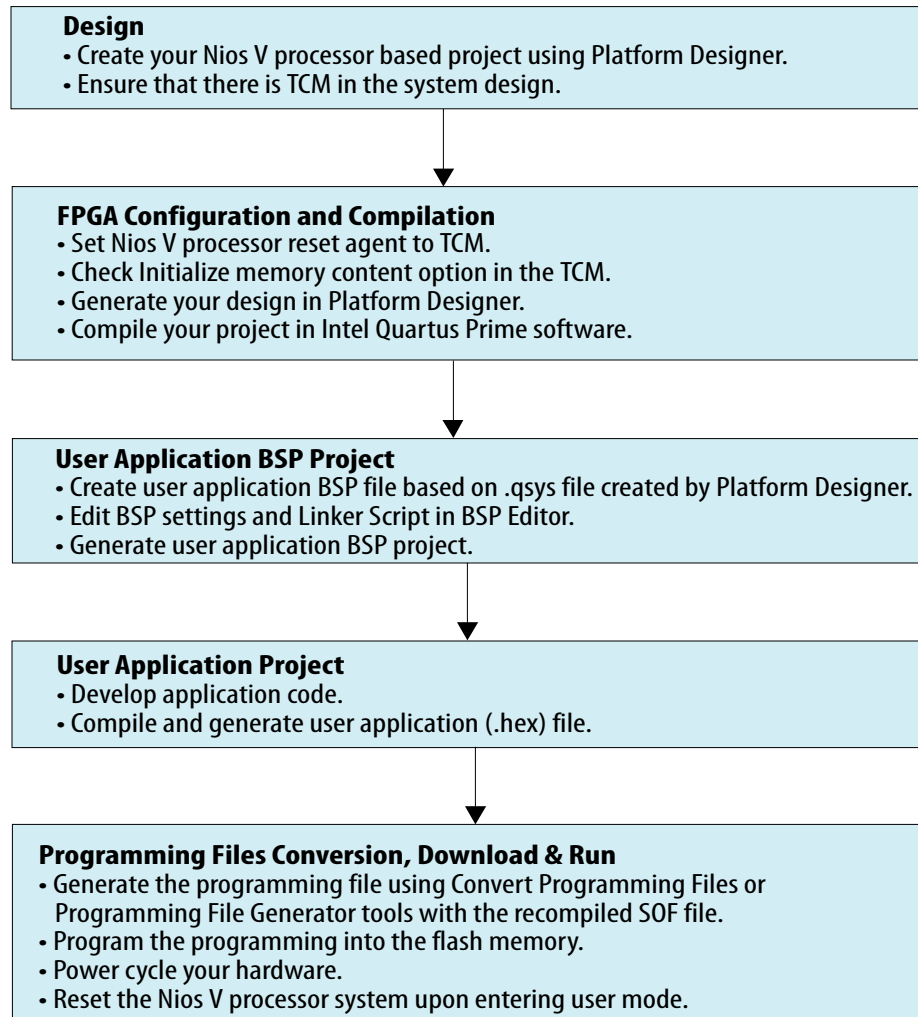 Design
• Create your Nios V processor based project using Platform Designer.
• Ensure that there is TCM in the system design.
FPGA Configuration and Compilation
• Set Nios V processor reset agent to TCM.
• Check Initialize memory content option in the TCM.
• Generate your design in Platform Designer.
• Compile your project in Intel Quartus Prime software.
User Application BSP Project
• Create user application BSP file based on .qsys file created by Platform Designer.
• Edit BSP settings and Linker Script in BSP Editor.
• Generate user application BSP project.
User Application Project
• Develop application code.
• Compile and generate user application (.hex) file.
Programming Files Conversion, Download & Run
• Generate the programming file using Convert Programming Files or
Programming File Generator tools with the recompiled SOF file.
• Program the programming into the flash memory.
• Power cycle your hardware.
• Reset the Nios V processor system upon entering user mode.